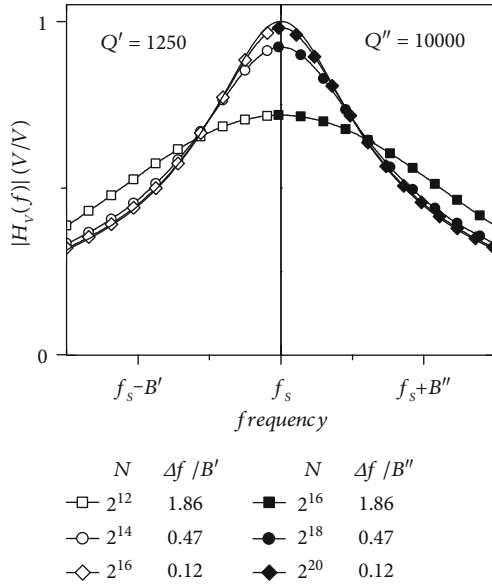 1
Q′ = 1250
Q″ = 10000
|H_V(f)| (V/V)
0
f_s−B′
f_s
f_s+B″
frequency
N Δf /B′ N Δf /B″
2^12 1.86 2^16 1.86
2^14 0.47 2^18 0.47
2^16 0.12 2^20 0.12